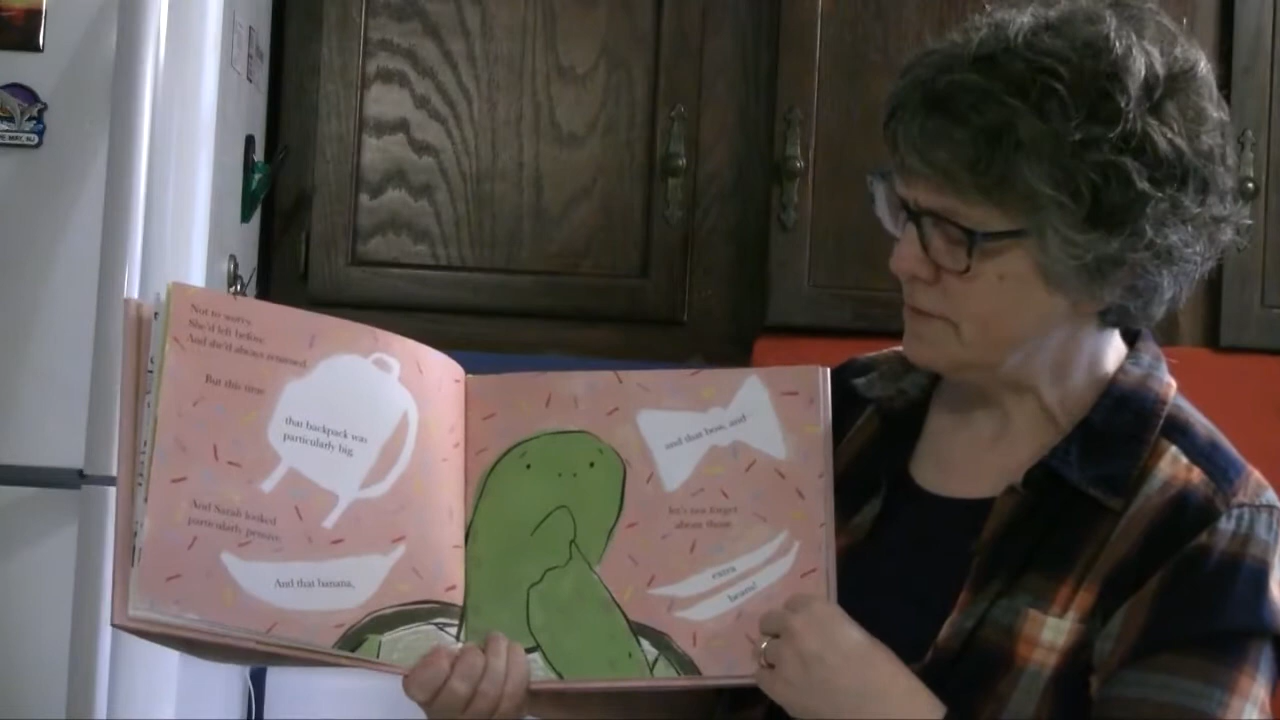 Not to worry.
She'd left before.
And she'd always returned.
But this time
that backpack was
particularly big.
And Sarah looked
particularly pensive.
And that banana,
and that bow, and
let's not forget
about those
extra
beans!